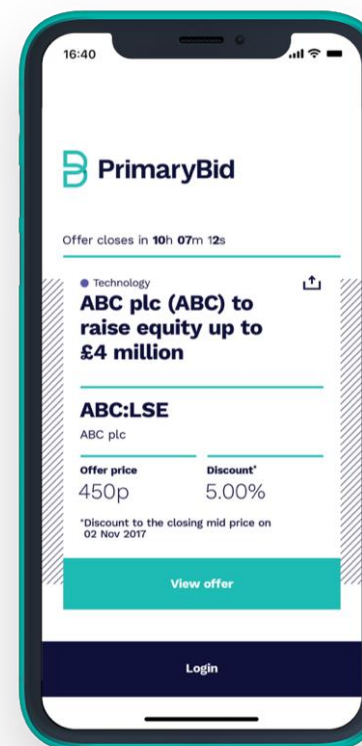 16:40
PrimaryBid
Offer closes in 10h 07m 12s
Technology
ABC plc (ABC) to
raise equity up to
£4 million
ABC:LSE
ABC plc
Offer price
Discount*
450p
5.00%
*Discount to the closing mid price on
02 Nov 2017
View offer
Login